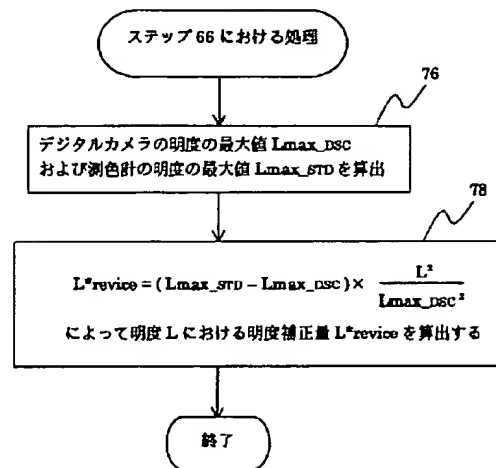 ステップ 66 における処理
76
デジタルカメラの明度の最大値 Lmax_DSC
および測色計の明度の最大値 Lmax_STD を算出
78
L*revice = ( Lmax_STD − Lmax_DSC ) × L² / Lmax_DSC²
によって明度 L における明度補正量 L*revice を算出する
終了